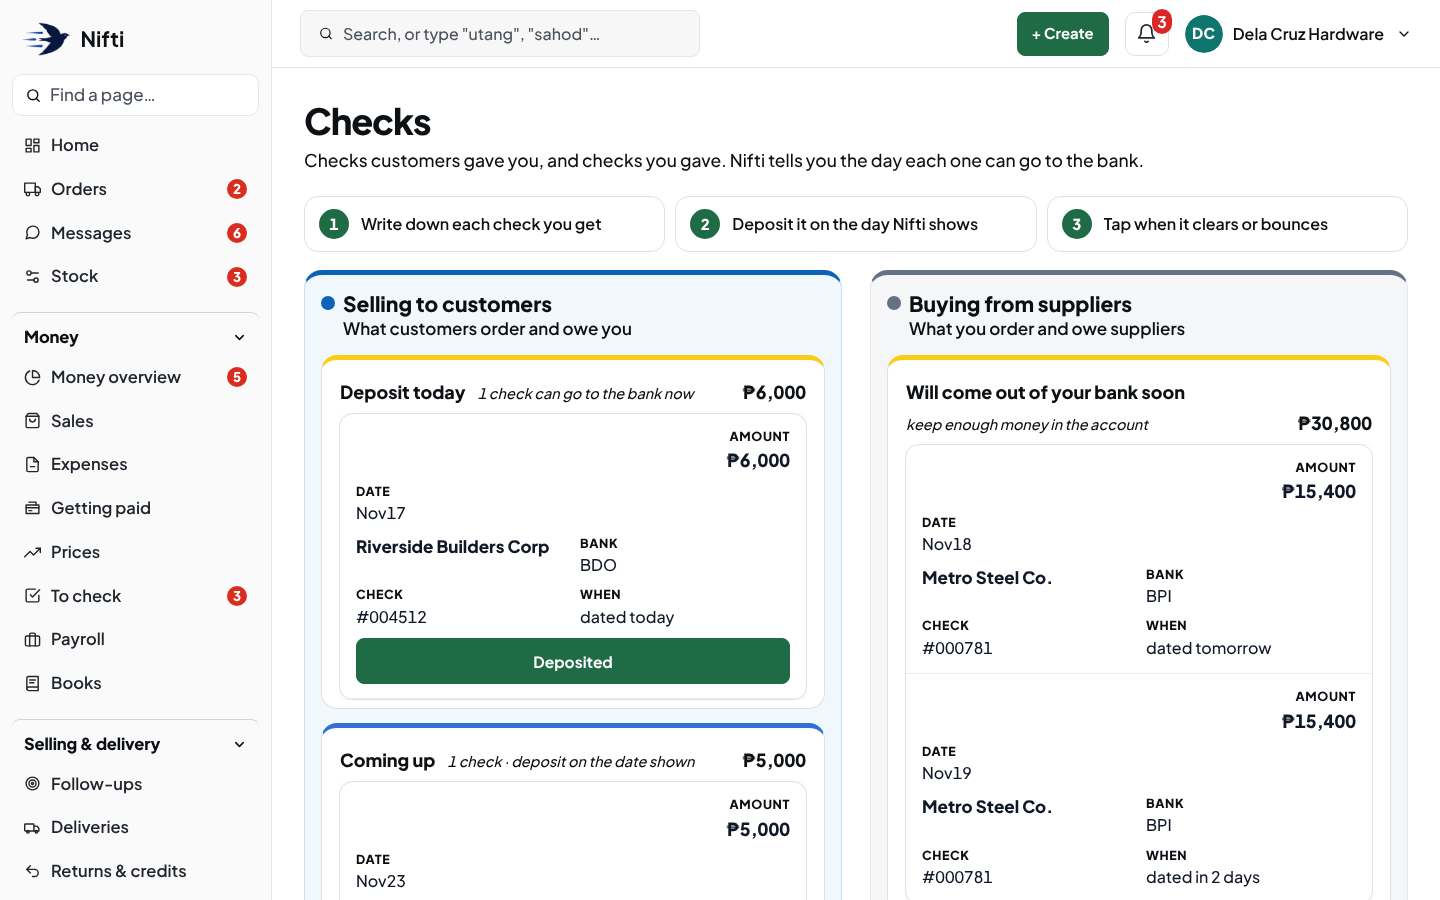 Nifti
Find a page...
Home
Orders 2
Messages 6
Stock 3
Money
Money overview 5
Sales
Expenses
Getting paid
Prices
To check 3
Payroll
Books
Selling & delivery
Follow-ups
Deliveries
Returns & credits
Search, or type "utang", "sahod"...
+ Create
3
DC Dela Cruz Hardware
Checks
Checks customers gave you, and checks you gave. Nifti tells you the day each one can go to the bank.
1 Write down each check you get
2 Deposit it on the day Nifti shows
3 Tap when it clears or bounces
Selling to customers
What customers order and owe you
Deposit today 1 check can go to the bank now ₱6,000
AMOUNT
₱6,000
DATE
Nov17
Riverside Builders Corp
BANK
BDO
CHECK
#004512
WHEN
dated today
Deposited
Coming up 1 check · deposit on the date shown ₱5,000
AMOUNT
₱5,000
DATE
Nov23
Buying from suppliers
What you order and owe suppliers
Will come out of your bank soon
keep enough money in the account ₱30,800
AMOUNT
₱15,400
DATE
Nov18
Metro Steel Co.
BANK
BPI
CHECK
#000781
WHEN
dated tomorrow
AMOUNT
₱15,400
DATE
Nov19
Metro Steel Co.
BANK
BPI
CHECK
#000781
WHEN
dated in 2 days